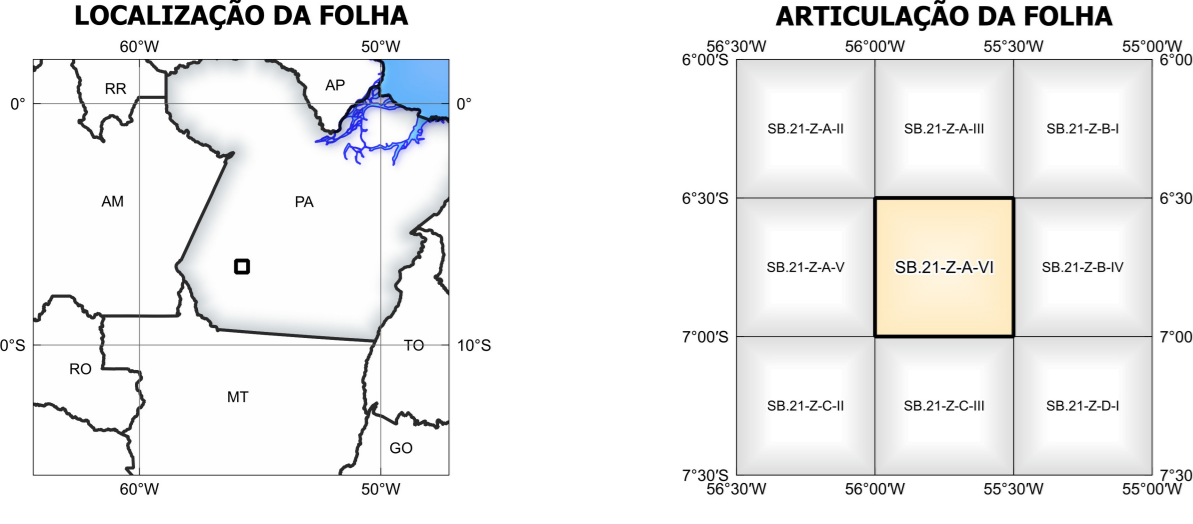 LOCALIZAÇÃO DA FOLHA
60°W 50°W
RR AP
0° 0°
AM PA
0°S TO 10°S
RO
MT
GO
60°W 50°W
ARTICULAÇÃO DA FOLHA
56°30'W 56°00'W 55°30'W 55°00'W
6°00'S 6°00
SB.21-Z-A-II SB.21-Z-A-III SB.21-Z-B-I
6°30'S 6°30
SB.21-Z-A-V SB.21-Z-A-VI SB.21-Z-B-IV
7°00'S 7°00
SB.21-Z-C-II SB.21-Z-C-III SB.21-Z-D-I
7°30'S 7°30
56°30'W 56°00'W 55°30'W 55°00'W